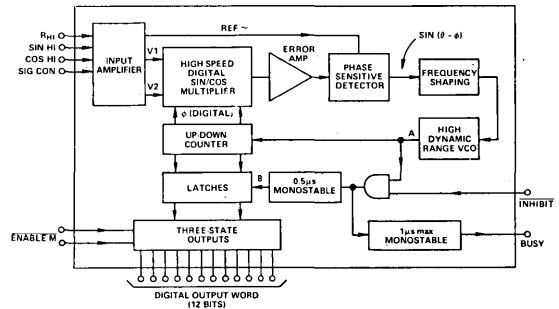 RHI
SIN HI
COS HI
SIG CON
INPUT
AMPLIFIER
REF ~
V1
V2
HIGH SPEED
DIGITAL
SIN/COS
MULTIPLIER
ERROR
AMP
PHASE
SENSITIVE
DETECTOR
SIN (θ - ϕ)
FREQUENCY
SHAPING
ϕ (DIGITAL)
UP-DOWN
COUNTER
A
HIGH
DYNAMIC
RANGE VCO
LATCHES
B
0.5µs
MONOSTABLE
INHIBIT
ENABLE M
THREE-STATE
OUTPUTS
1µs max
MONOSTABLE
BUSY
DIGITAL OUTPUT WORD
(12 BITS)